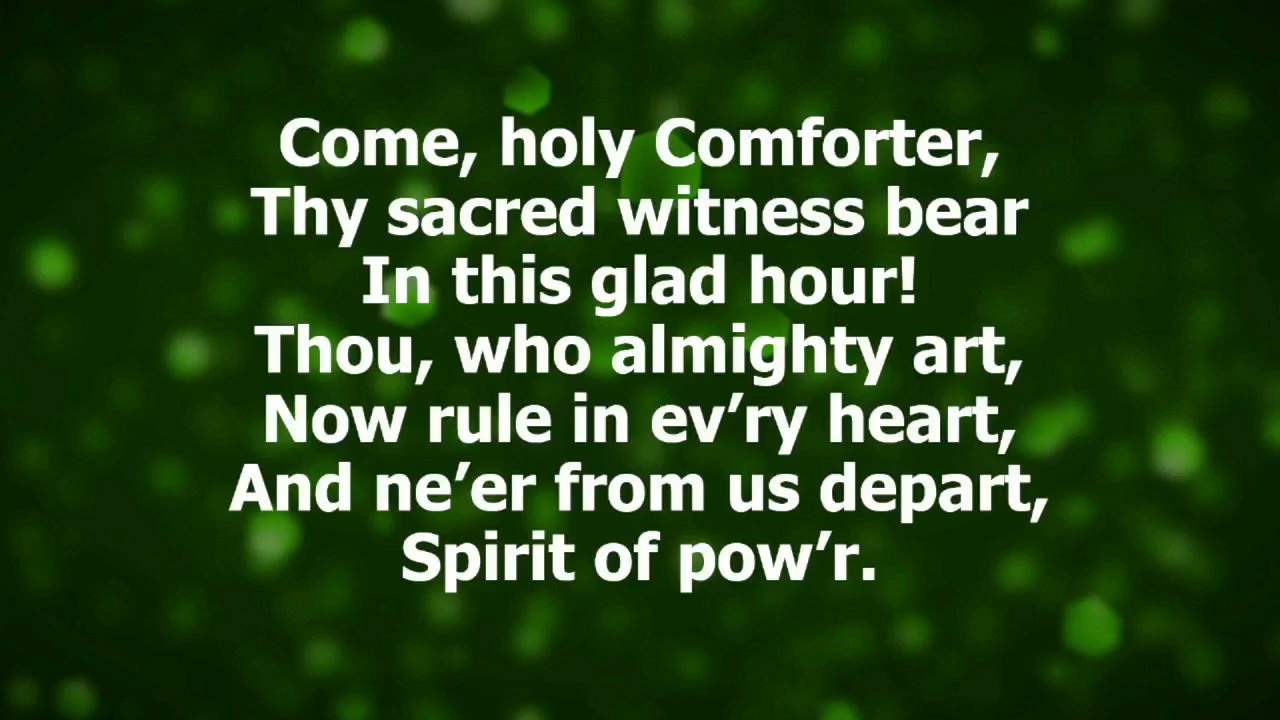 Come, holy Comforter,
Thy sacred witness bear
In this glad hour!
Thou, who almighty art,
Now rule in ev’ry heart,
And ne’er from us depart,
Spirit of pow’r.